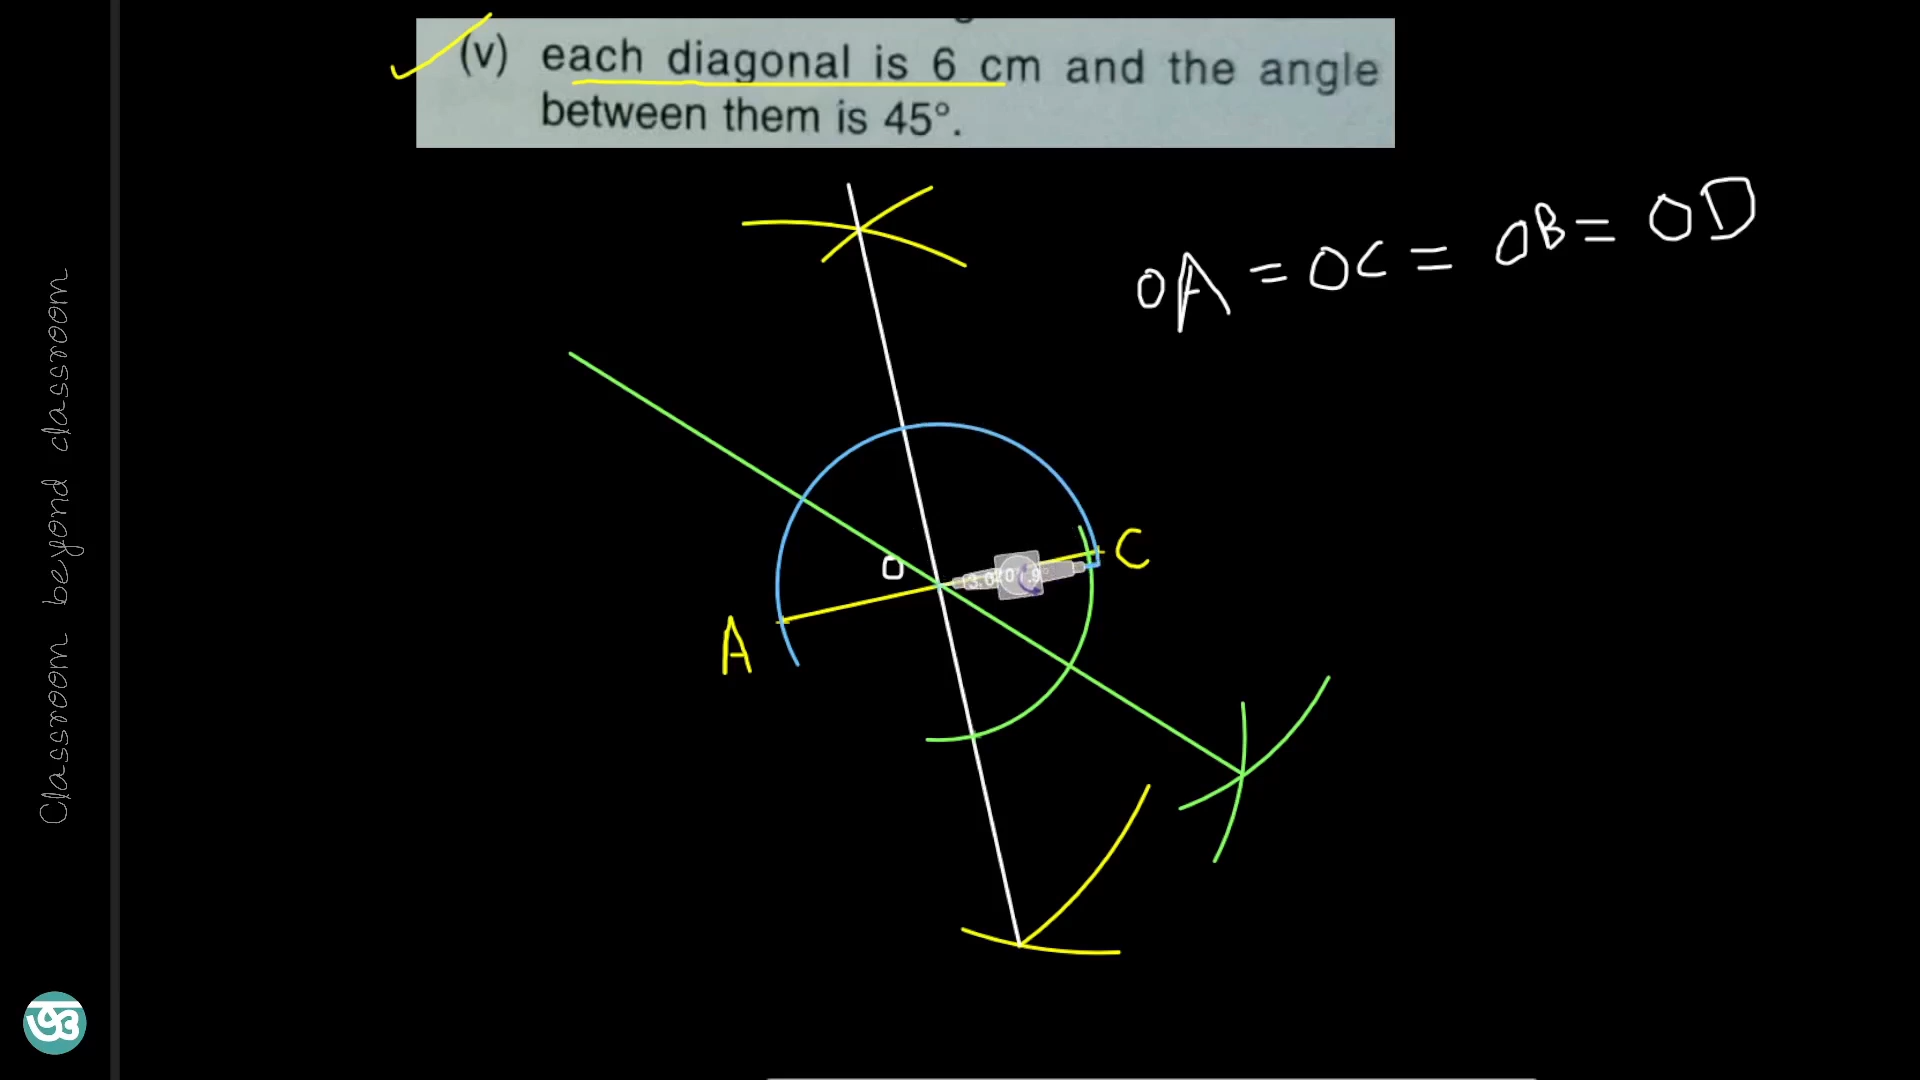 (v) each diagonal is 6 cm and the angle
between them is 45°.
OA = OC = OB = OD
O
C
A
Classroom beyond classroom